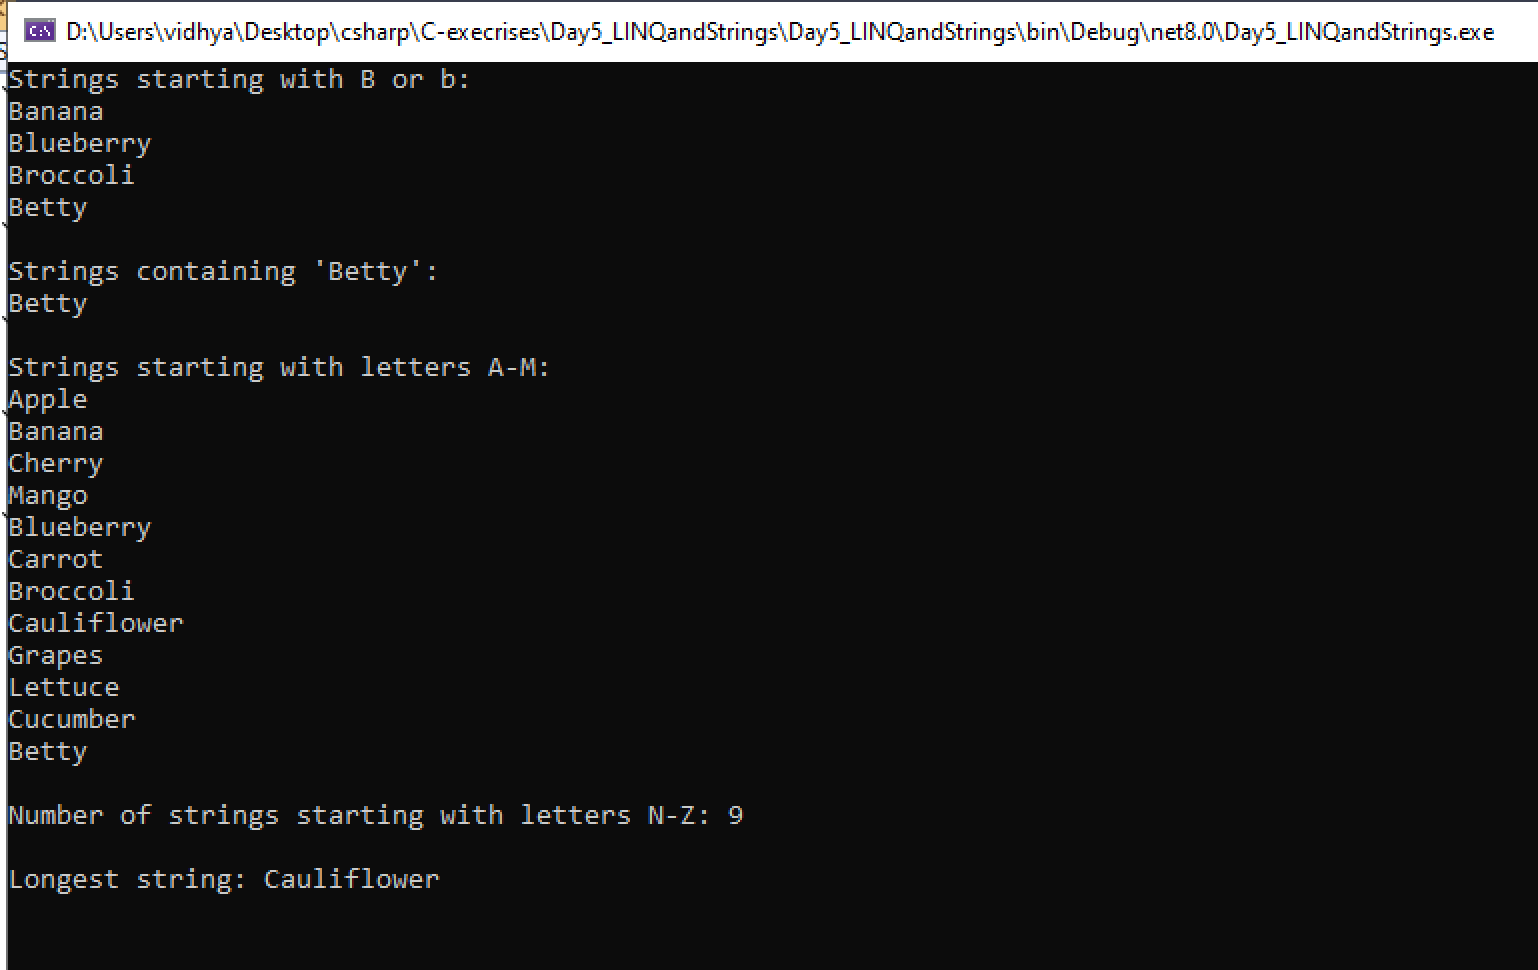 D:\Users\vidhya\Desktop\csharp\C-execrises\Day5_LINQandStrings\Day5_LINQandStrings\bin\Debug\net8.0\Day5_LINQandStrings.exe
Strings starting with B or b:
Banana
Blueberry
Broccoli
Betty
Strings containing 'Betty':
Betty
Strings starting with letters A-M:
Apple
Banana
Cherry
Mango
Blueberry
Carrot
Broccoli
Cauliflower
Grapes
Lettuce
Cucumber
Betty
Number of strings starting with letters N-Z: 9
Longest string: Cauliflower